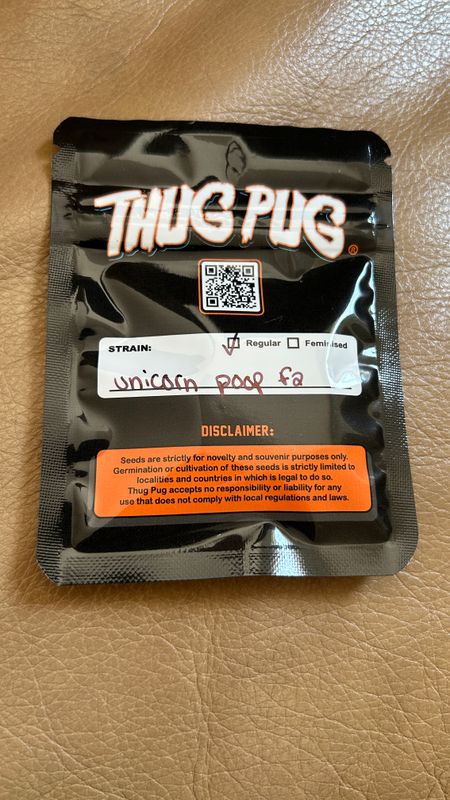 THUG PUG
®
STRAIN: Regular Feminised
unicorn poop f2
DISCLAIMER:
Seeds are strictly for novelty and souvenir purposes only.
Germination or cultivation of these seeds is strictly limited to
localities and countries in which is legal to do so.
Thug Pug accepts no responsibility or liability for any
use that does not comply with local regulations and laws.